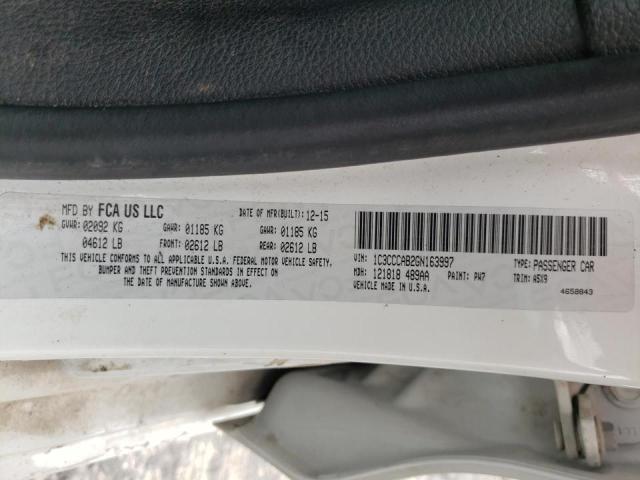 MFD BY FCA US LLC
DATE OF MFR(BUILT): 12-15
GVWR: 02092 KG GAWR: 01185 KG GAWR: 01185 KG
04612 LB FRONT: 02612 LB REAR: 02612 LB
THIS VEHICLE CONFORMS TO ALL APPLICABLE U.S.A. FEDERAL MOTOR VEHICLE SAFETY,
BUMPER AND THEFT PREVENTION STANDARDS IN EFFECT ON
THE DATE OF MANUFACTURE SHOWN ABOVE.
VIN: 1C3CCCAB2GN163997 TYPE: PASSENGER CAR
MDH: 121818 489AA PAINT: PW7 TRIM: A5X9
VEHICLE MADE IN U.S.A.
4658843